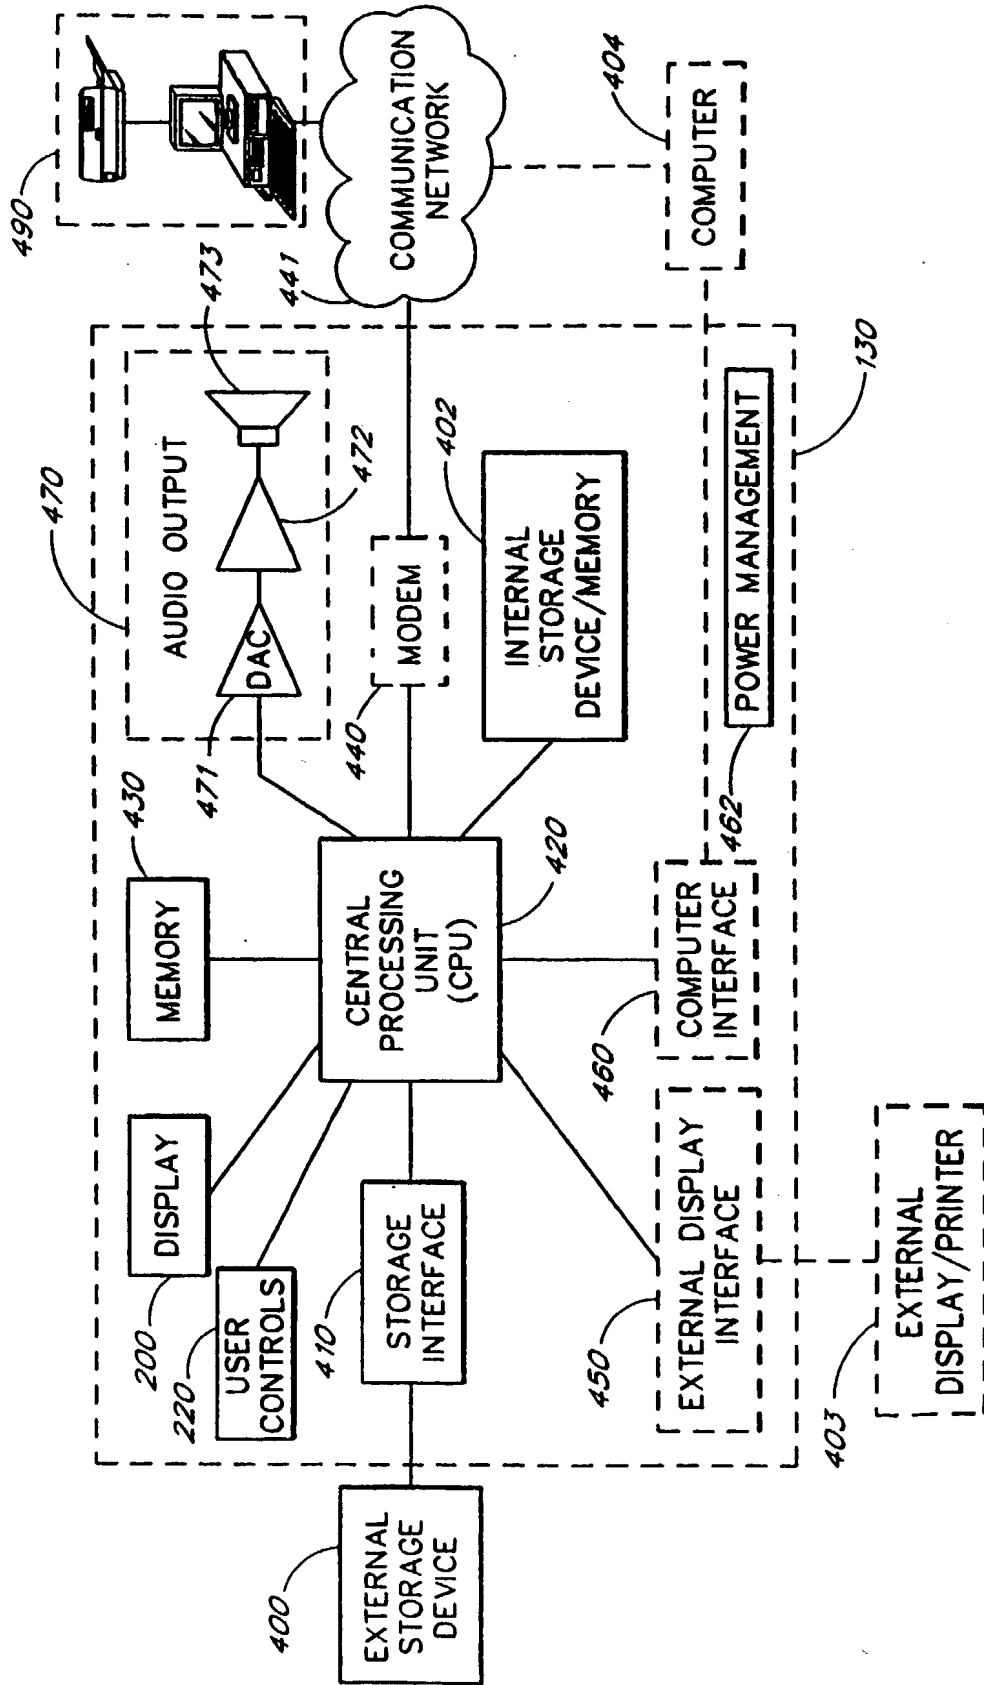 490
473
441
COMMUNICATION
NETWORK
404
COMPUTER
470
AUDIO OUTPUT
DAC
471
472
440
MODEM
402
INTERNAL
STORAGE
DEVICE/MEMORY
130
POWER MANAGEMENT
462
430
MEMORY
CENTRAL
PROCESSING
UNIT
(CPU)
420
460
COMPUTER
INTERFACE
DISPLAY
200
USER
CONTROLS
220
STORAGE
INTERFACE
410
EXTERNAL DISPLAY
INTERFACE
450
EXTERNAL
DISPLAY/PRINTER
403
EXTERNAL
STORAGE
DEVICE
400